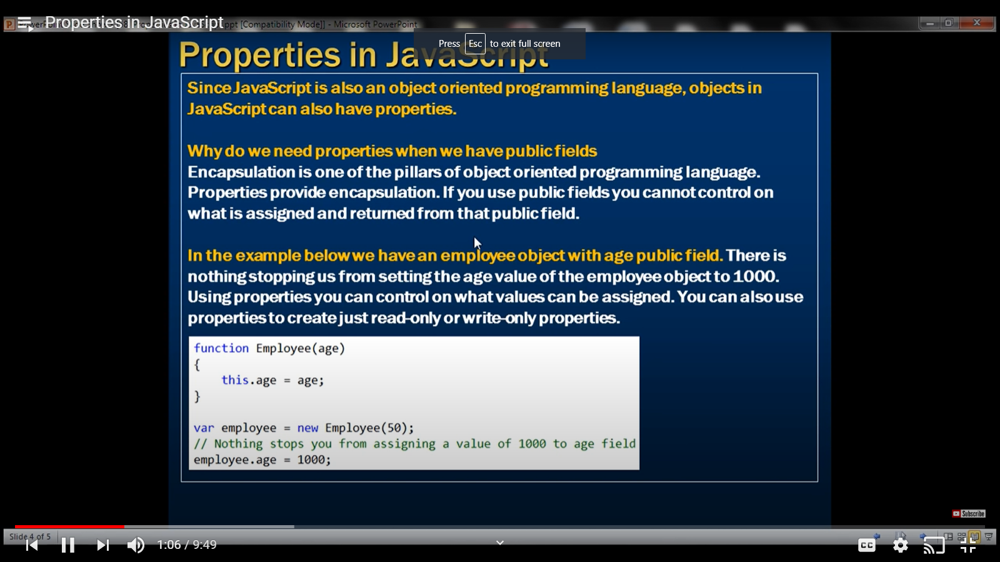 Properties in JavaScript
ppt [Compatibility Mode]] - Microsoft PowerPoint
Press Esc to exit full screen
Properties in JavaScript
Since JavaScript is also an object oriented programming language, objects in
JavaScript can also have properties.
Why do we need properties when we have public fields
Encapsulation is one of the pillars of object oriented programming language.
Properties provide encapsulation. If you use public fields you cannot control on
what is assigned and returned from that public field.
In the example below we have an employee object with age public field. There is
nothing stopping us from setting the age value of the employee object to 1000.
Using properties you can control on what values can be assigned. You can also use
properties to create just read-only or write-only properties.
function Employee(age)
{
    this.age = age;
}
var employee = new Employee(50);
// Nothing stops you from assigning a value of 1000 to age field
employee.age = 1000;
Subscribe
Slide 4 of 5
1:06 / 9:49
CC